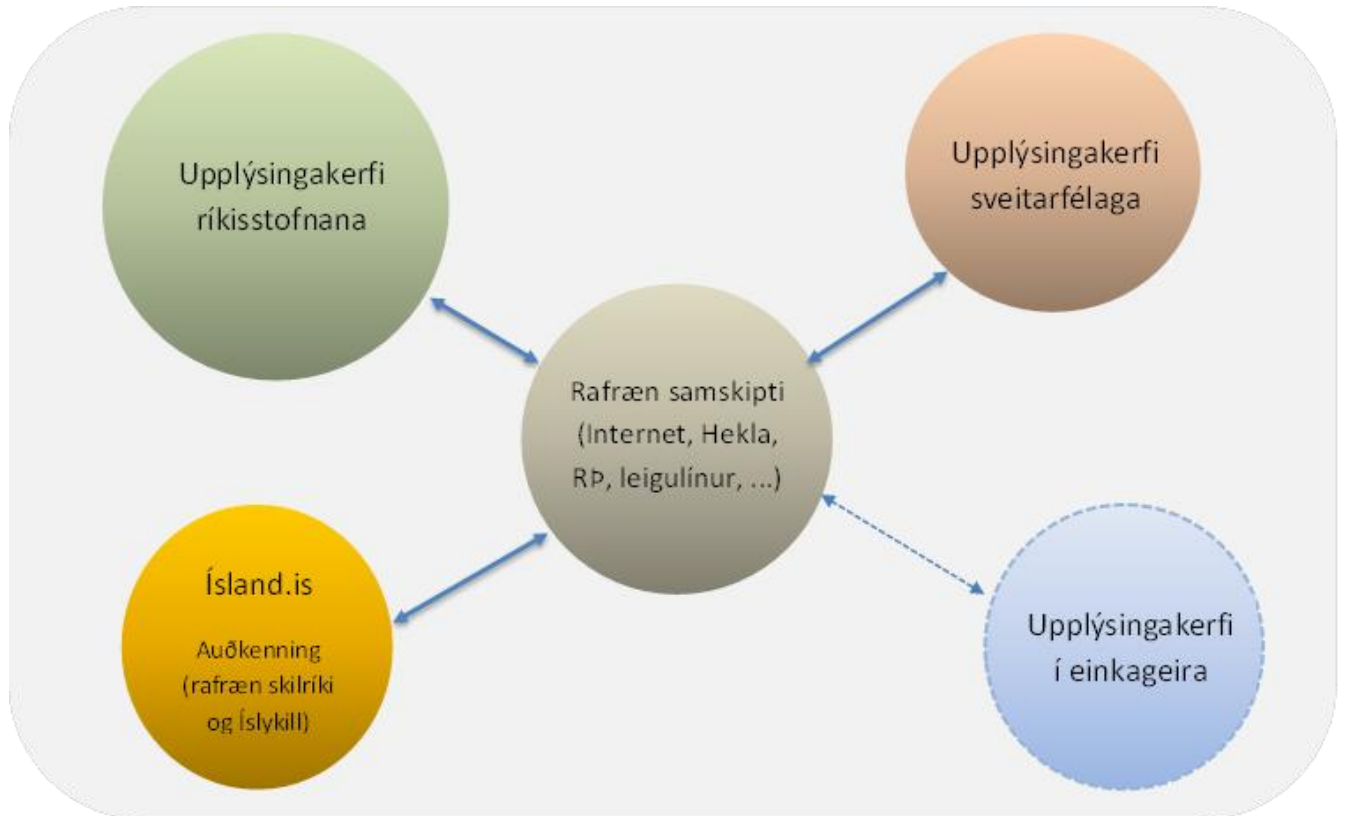 Upplýsingakerfi
ríkisstofnana
Upplýsingakerfi
sveitarfélaga
Rafræn samskipti
(Internet, Hekla,
RÞ, leigulínur, ...)
Ísland.is
Auðkenning
(rafræn skilríki
og Íslykill)
Upplýsingakerfi
í einkageira